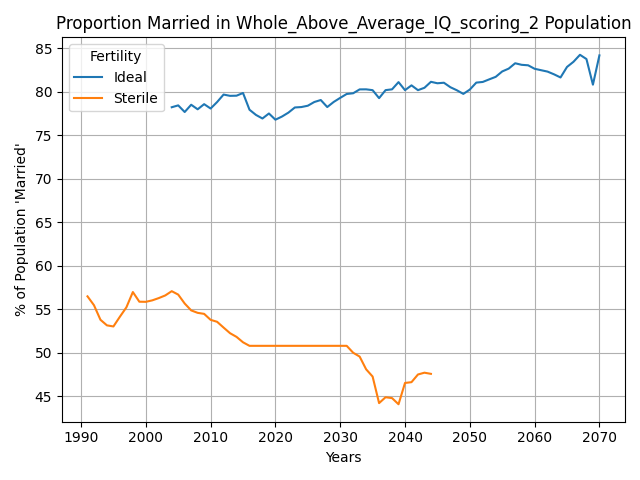 Proportion Married in Whole_Above_Average_IQ_scoring_2 Population
Fertility
Ideal
Sterile
% of Population 'Married'
85
80
75
70
65
60
55
50
45
1990 2000 2010 2020 2030 2040 2050 2060 2070
Years